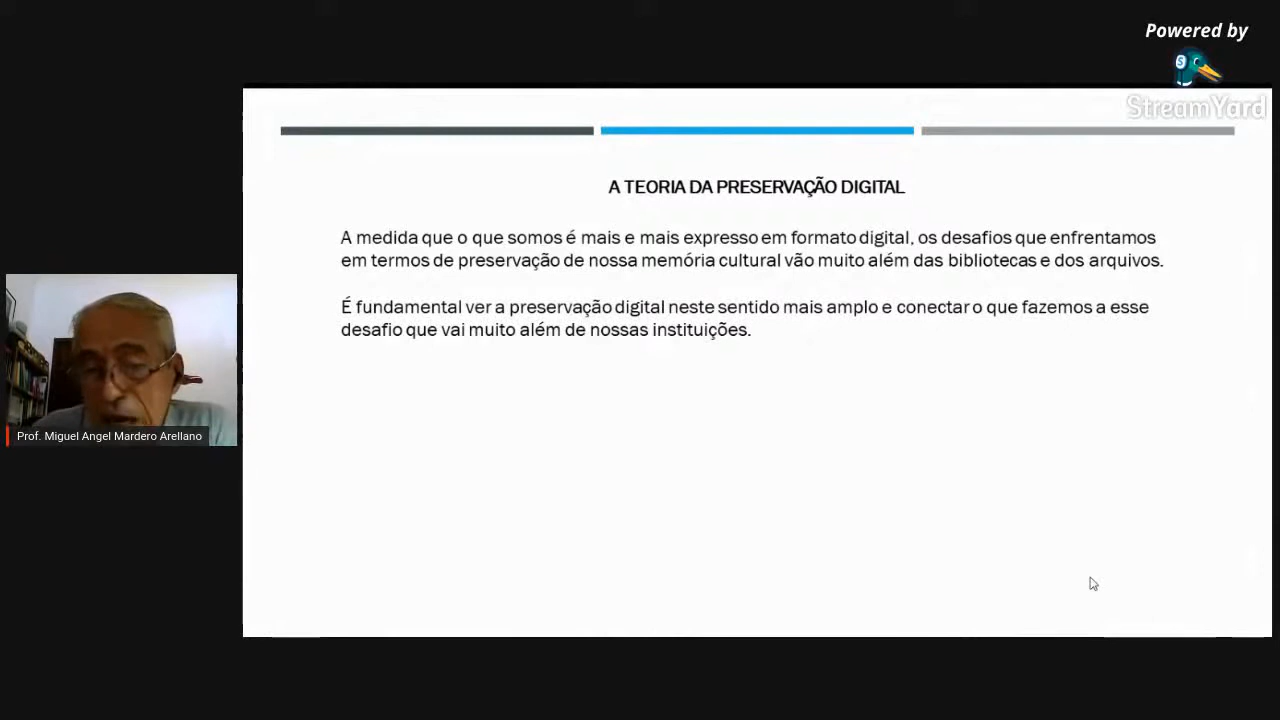 Powered by
StreamYard
A TEORIA DA PRESERVAÇÃO DIGITAL
A medida que o que somos é mais e mais expresso em formato digital, os desafios que enfrentamos
em termos de preservação de nossa memória cultural vão muito além das bibliotecas e dos arquivos.
É fundamental ver a preservação digital neste sentido mais amplo e conectar o que fazemos a esse
desafio que vai muito além de nossas instituições.
Prof. Miguel Angel Mardero Arellano